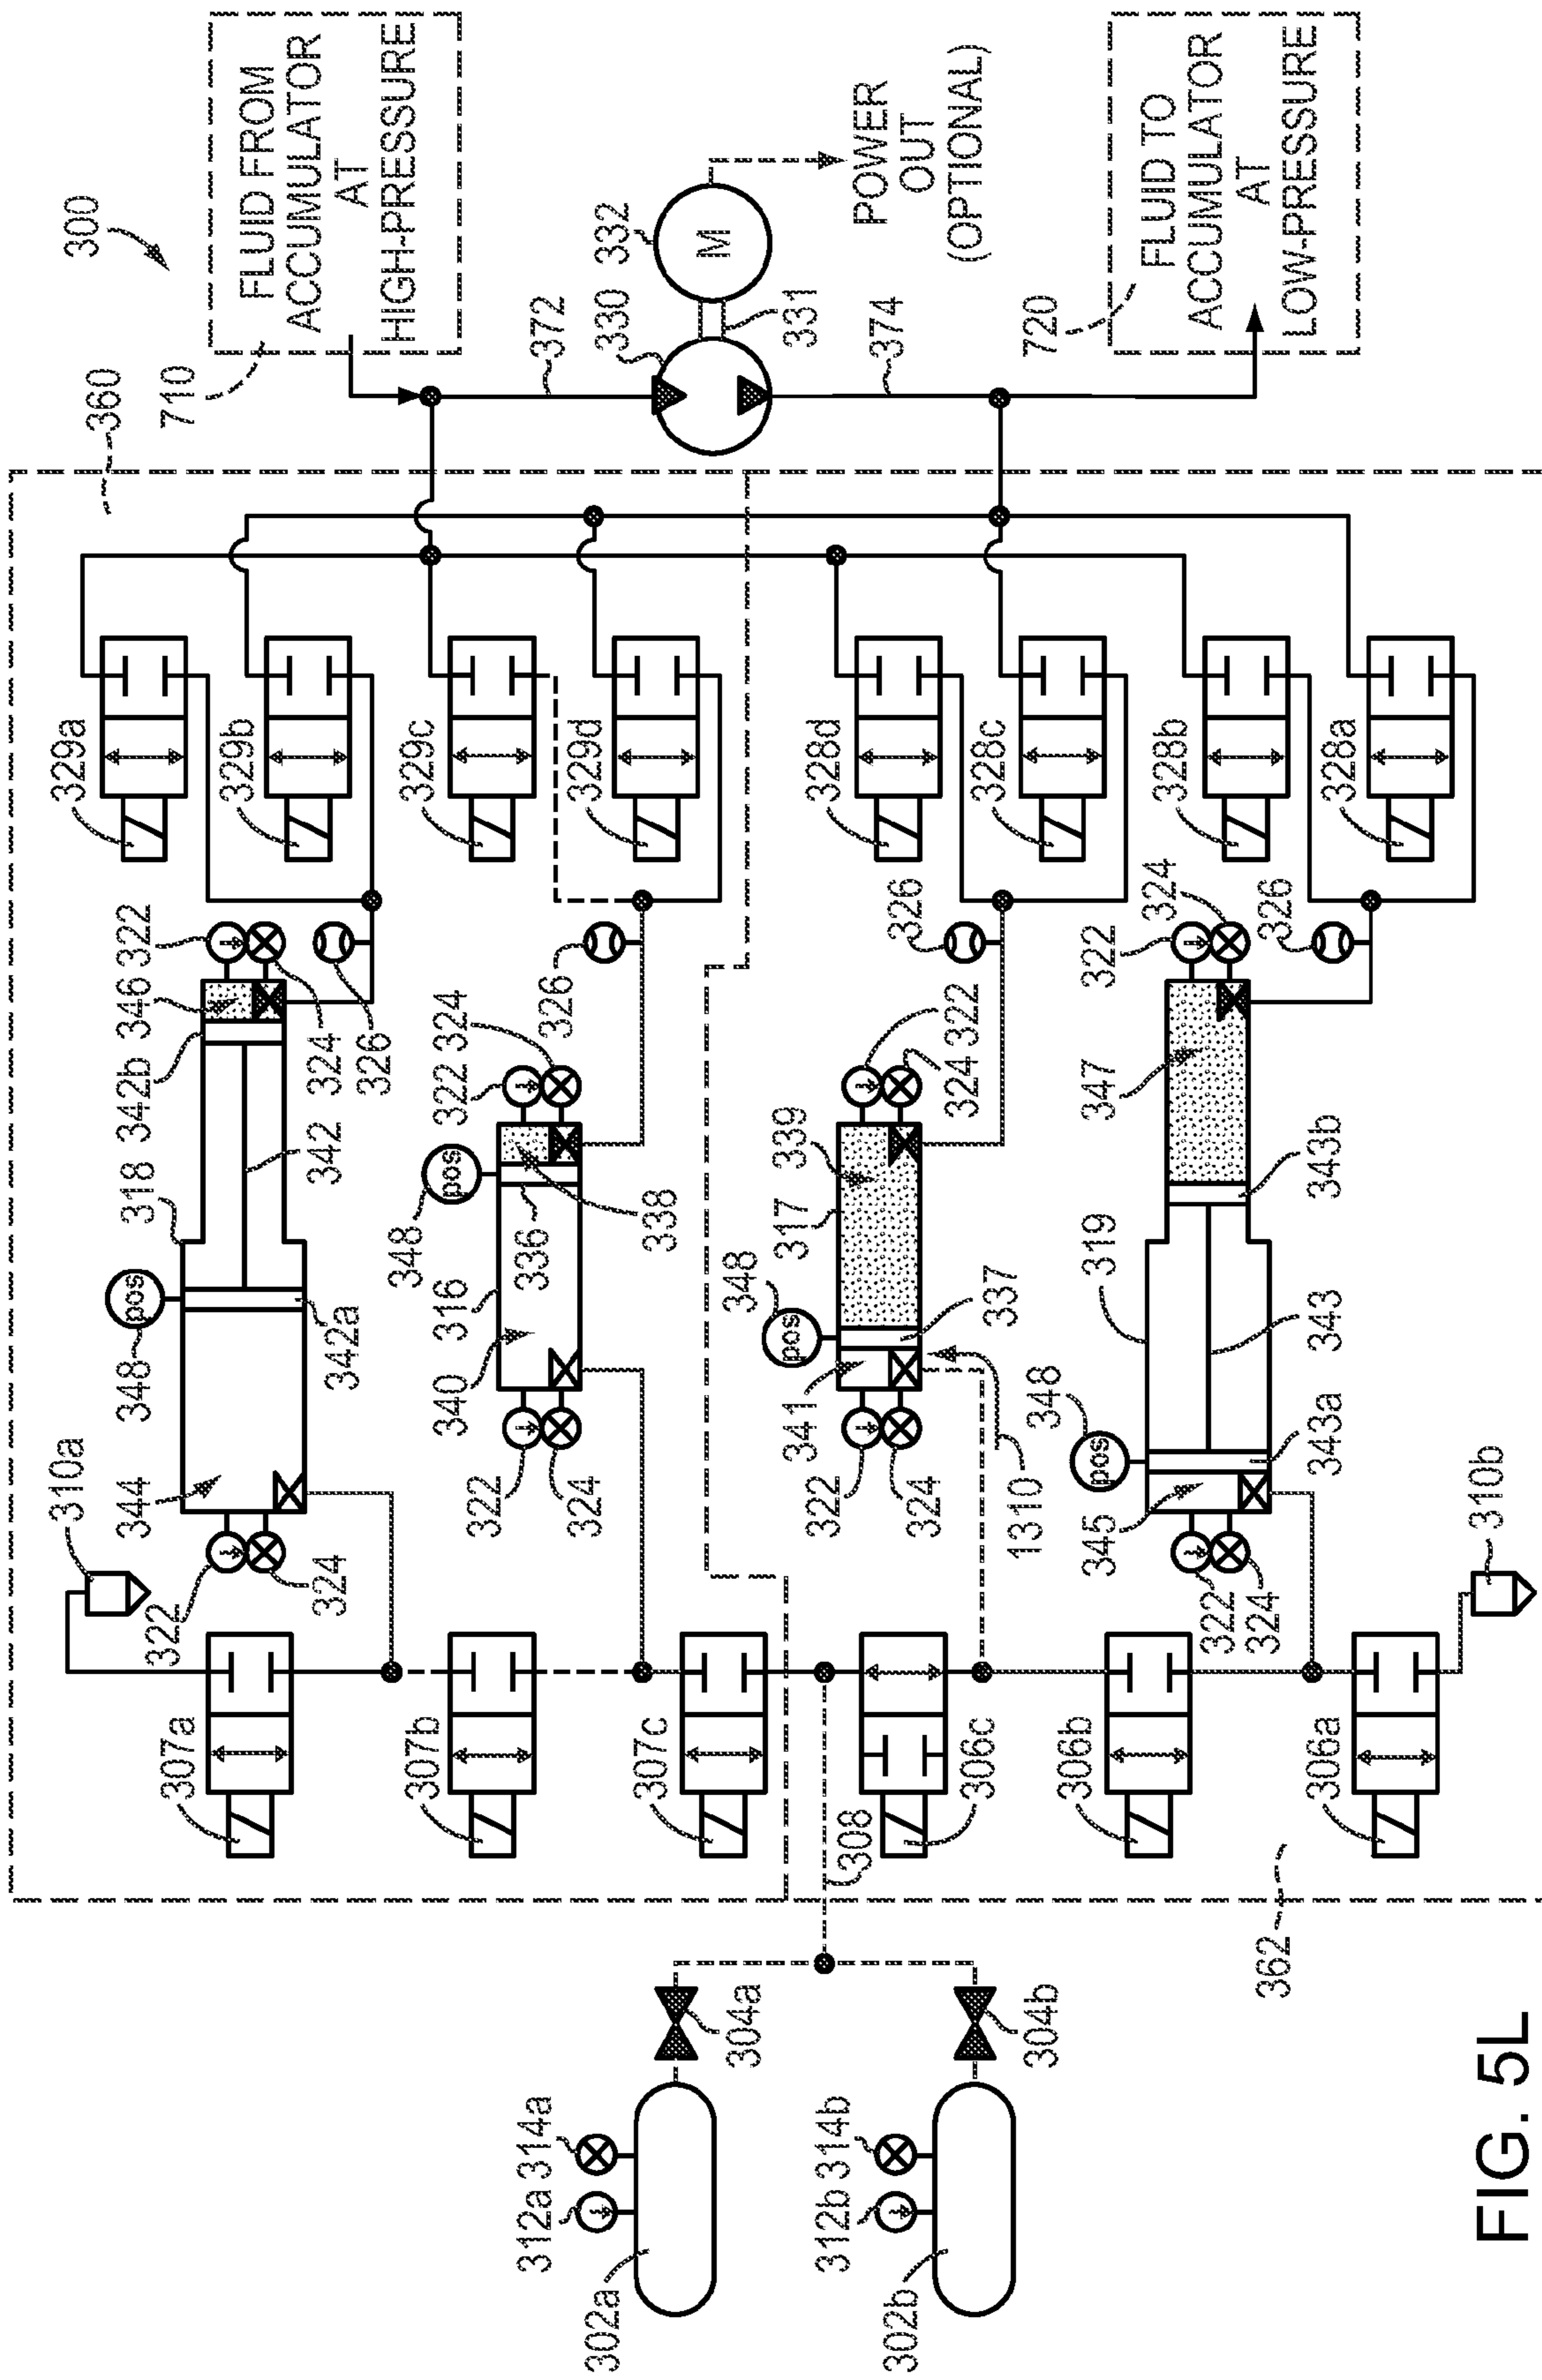 300
360
710
FLUID FROM
ACCUMULATOR
AT
HIGH-PRESSURE
372
330
332
M
331
374
POWER
OUT
(OPTIONAL)
720
FLUID TO
ACCUMULATOR
AT
LOW-PRESSURE
329a
329b
329c
329d
328d
328c
328b
328a
322
346
342b
324
326
342
318
pos
348
342a
344
310a
322
324
322
324
326
pos
348
338
336
316
340
322
324
326
322
324
339
317
348
pos
337
341
322
324
1310
322
324
326
347
343b
319
343
348
pos
343a
345
322
324
310b
307a
307b
307c
308
306c
306b
306a
362
304a
304b
312a
314a
302a
312b
314b
302b
FIG. 5L